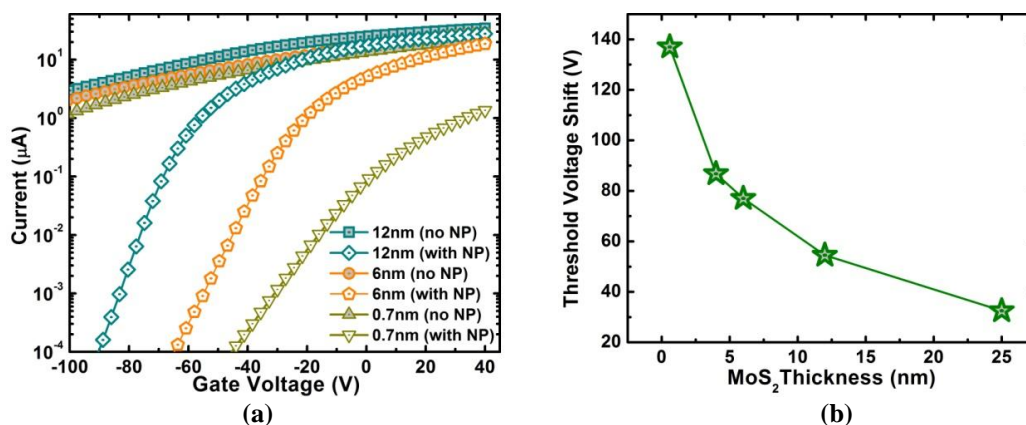 10¹
10⁰
10⁻¹
10⁻²
10⁻³
10⁻⁴
Current (µA)
12nm (no NP)
12nm (with NP)
6nm (no NP)
6nm (with NP)
0.7nm (no NP)
0.7nm (with NP)
-100 -80 -60 -40 -20 0 20 40
Gate Voltage (V)
(a)
140
120
100
80
60
40
20
Threshold Voltage Shift (V)
0 5 10 15 20 25
MoS₂Thickness (nm)
(b)